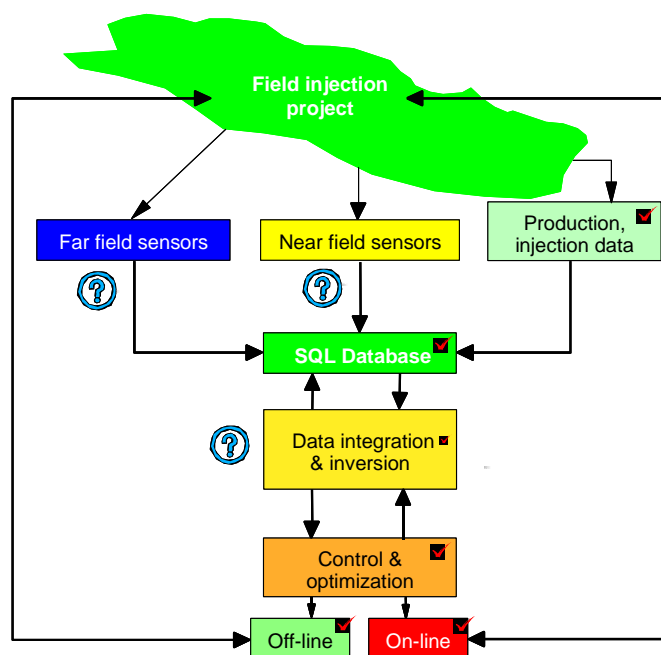 Field injection
project
Far field sensors
Near field sensors
Production,
injection data
?
?
SQL Database
?
Data integration
& inversion
Control &
optimization
Off-line
On-line